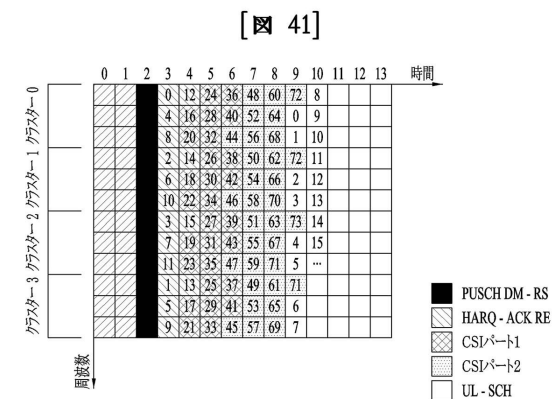 [図 41]
0 1 2 3 4 5 6 7 8 9 10 11 12 13 時間
クラスター 0
クラスター 1
クラスター 2
クラスター 3
0 12 24 36 48 60 72 8
4 16 28 40 52 64 0 9
8 20 32 44 56 68 1 10
2 14 26 38 50 62 72 11
6 18 30 42 54 66 2 12
10 22 34 46 58 70 3 13
3 15 27 39 51 63 73 14
7 19 31 43 55 67 4 15
11 23 35 47 59 71 5 ...
1 13 25 37 49 61 71
5 17 29 41 53 65 6
9 21 33 45 57 69 7
周波数
PUSCH DM - RS
HARQ - ACK RE
CSIパート1
CSIパート2
UL - SCH